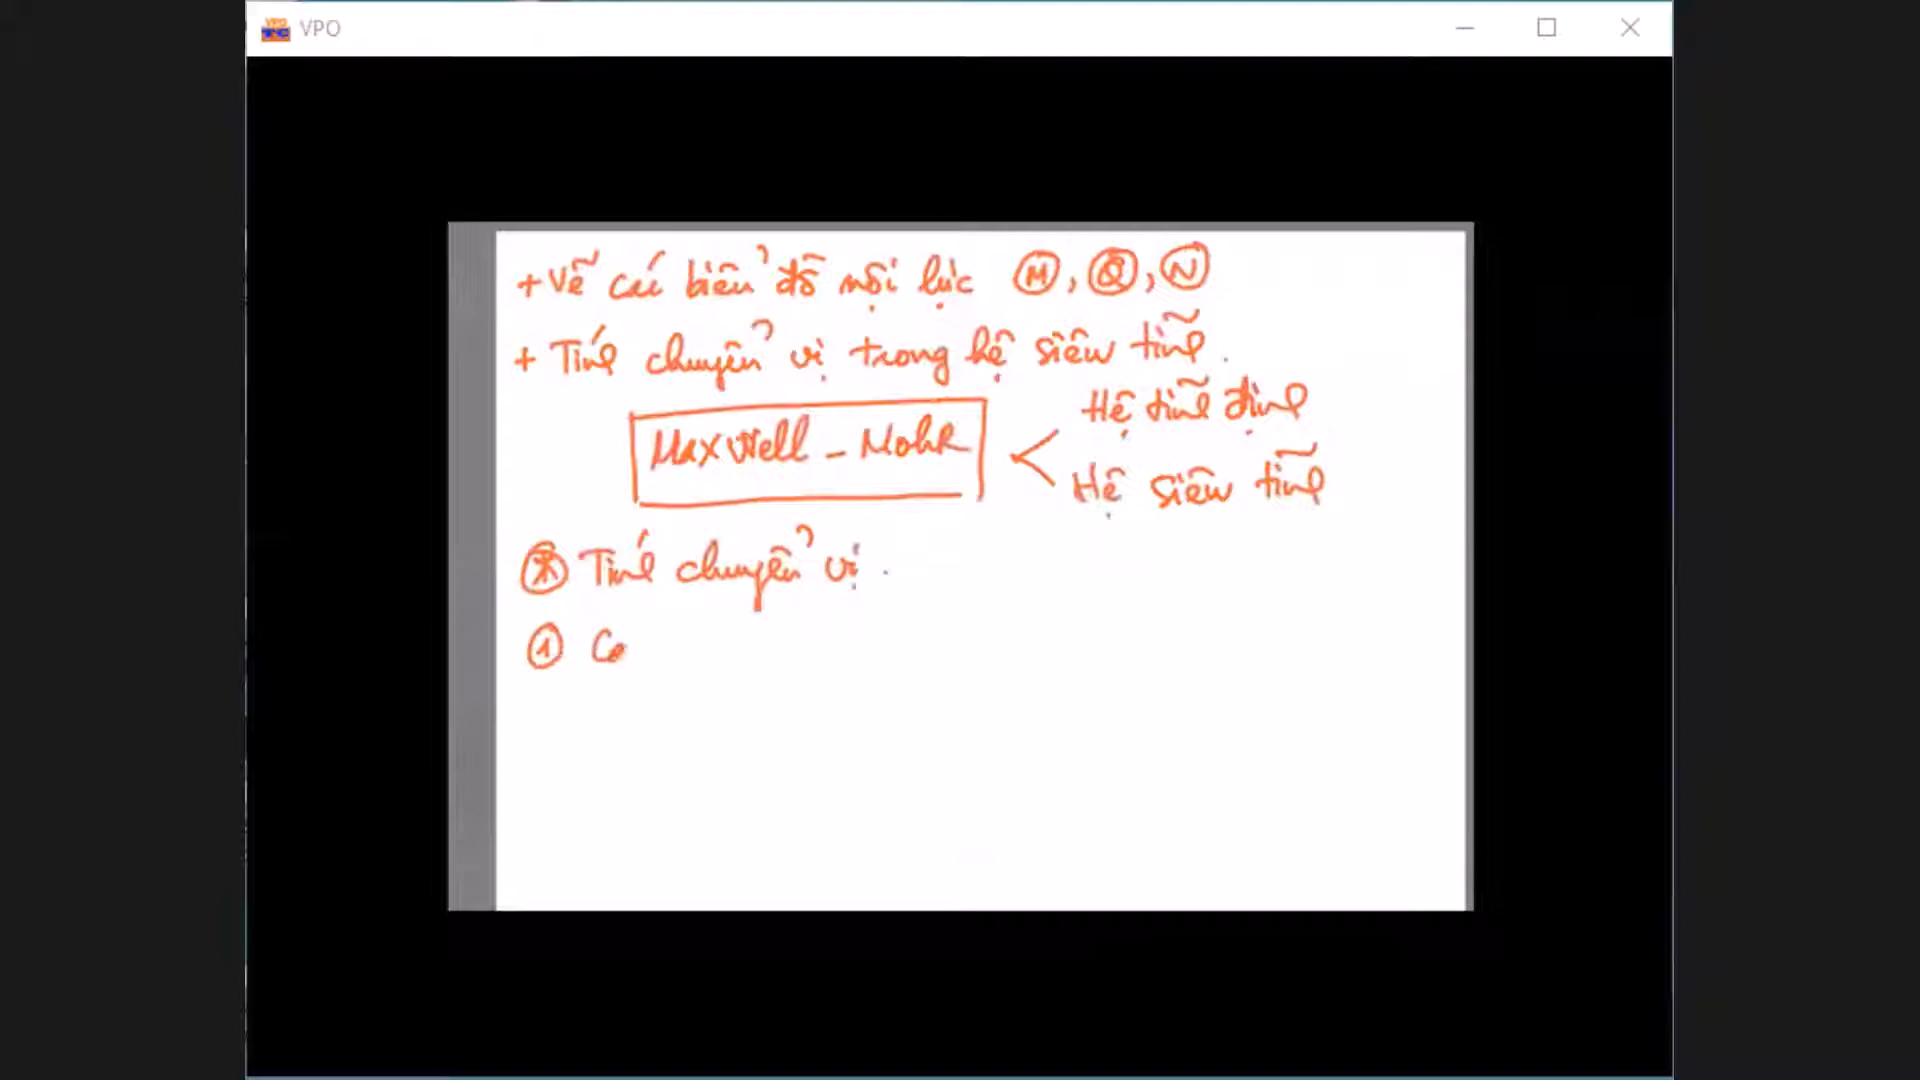 VPO
+ Vẽ các biểu đồ nội lực M, Q, N
+ Tính chuyển vị trong hệ siêu tĩnh.
Maxwell - Mohr
Hệ tĩnh định
Hệ siêu tĩnh
* Tính chuyển vị.
1